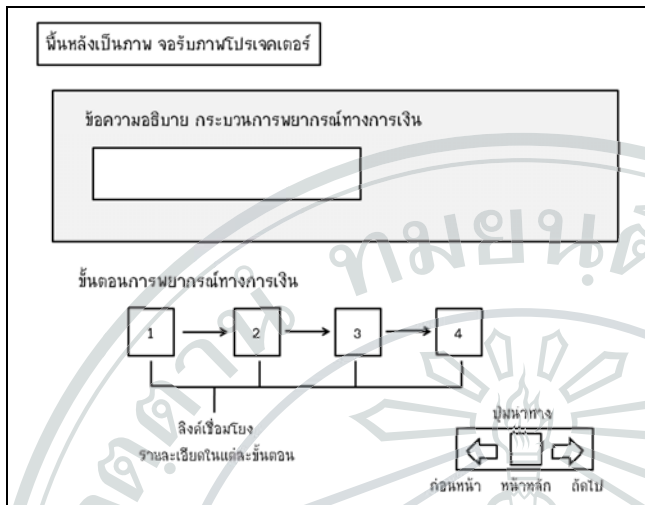 พื้นหลังเป็นภาพ จอรับภาพโปรเจคเตอร์
ข้อความอธิบาย กระบวนการพยากรณ์ทางการเงิน
ขั้นตอนการพยากรณ์ทางการเงิน
1 2 3 4
ลิงค์เชื่อมโยง
รายละเอียดในแต่ละขั้นตอน
ปุ่มนำทาง
ก่อนหน้า หน้าหลัก ถัดไป